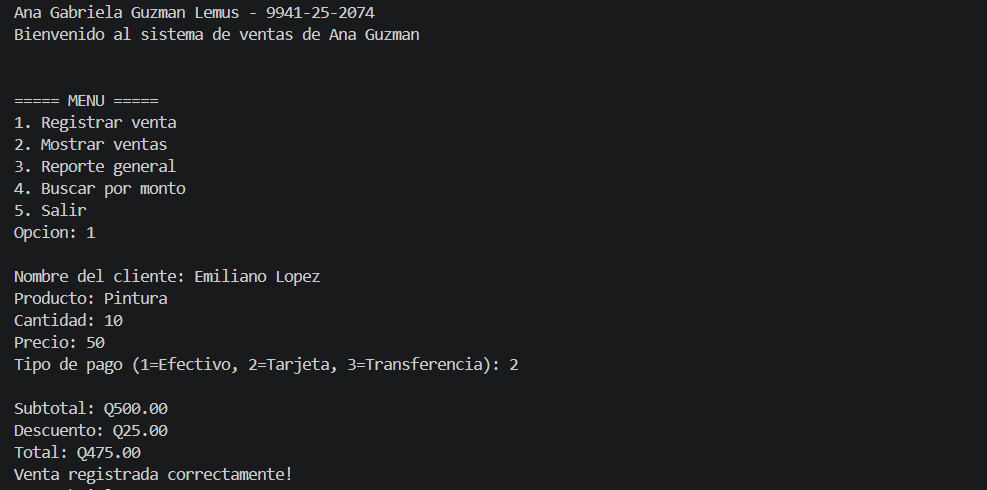 Ana Gabriela Guzman Lemus - 9941-25-2074
Bienvenido al sistema de ventas de Ana Guzman
===== MENU =====
1. Registrar venta
2. Mostrar ventas
3. Reporte general
4. Buscar por monto
5. Salir
Opcion: 1
Nombre del cliente: Emiliano Lopez
Producto: Pintura
Cantidad: 10
Precio: 50
Tipo de pago (1=Efectivo, 2=Tarjeta, 3=Transferencia): 2
Subtotal: Q500.00
Descuento: Q25.00
Total: Q475.00
Venta registrada correctamente!